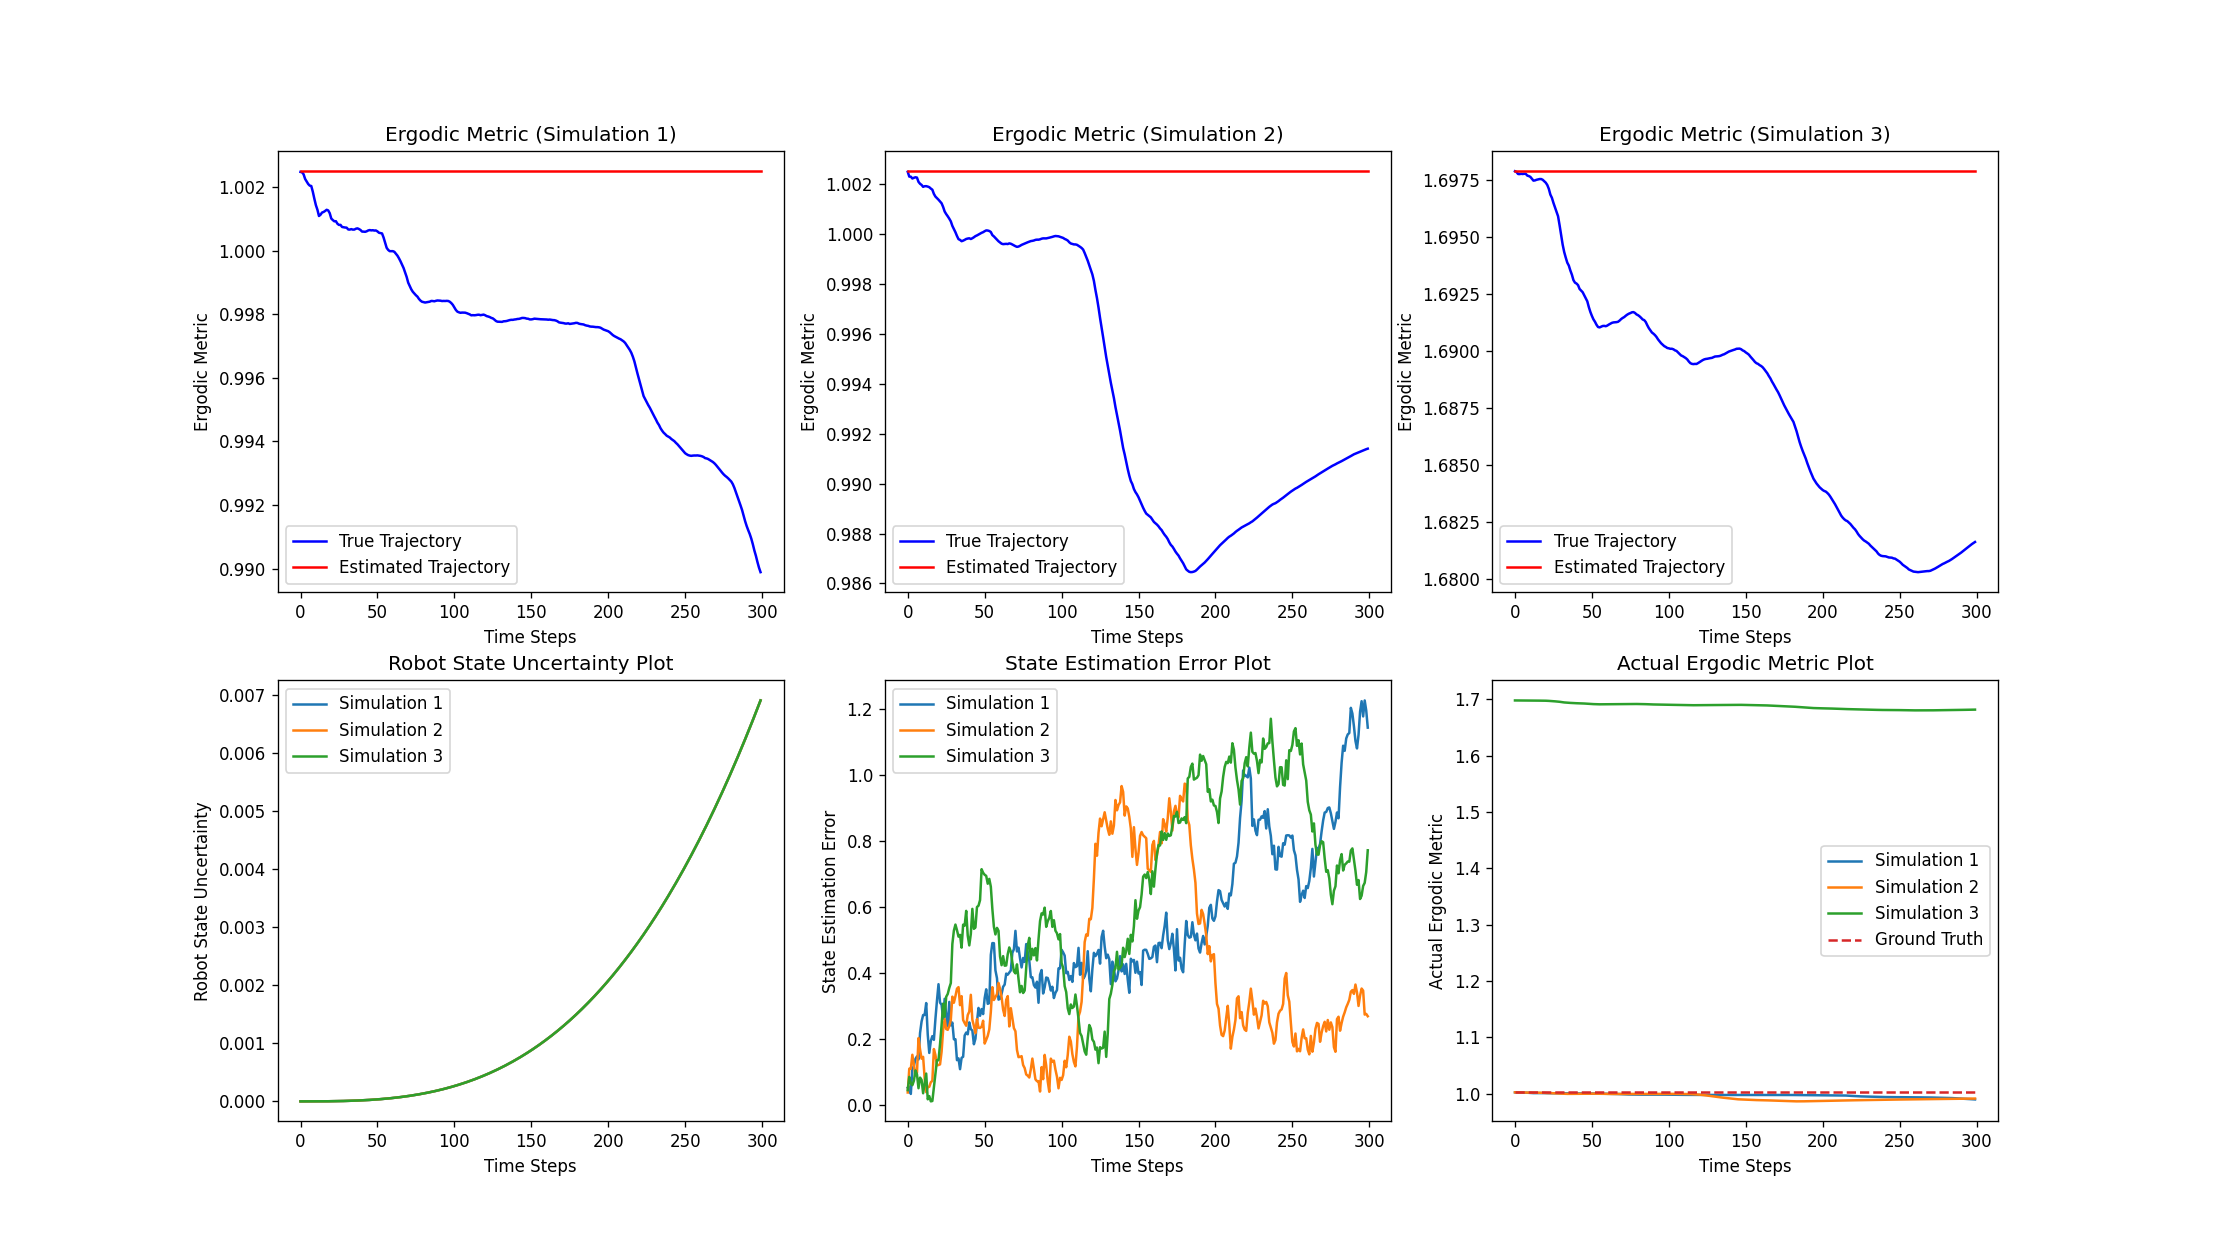 Ergodic Metric (Simulation 1)
Ergodic Metric
1.002
1.000
0.998
0.996
0.994
0.992
0.990
True Trajectory
Estimated Trajectory
0 50 100 150 200 250 300
Time Steps
Ergodic Metric (Simulation 2)
Ergodic Metric
1.002
1.000
0.998
0.996
0.994
0.992
0.990
0.988
0.986
True Trajectory
Estimated Trajectory
0 50 100 150 200 250 300
Time Steps
Ergodic Metric (Simulation 3)
Ergodic Metric
1.6975
1.6950
1.6925
1.6900
1.6875
1.6850
1.6825
1.6800
True Trajectory
Estimated Trajectory
0 50 100 150 200 250 300
Time Steps
Robot State Uncertainty Plot
Robot State Uncertainty
0.007
0.006
0.005
0.004
0.003
0.002
0.001
0.000
Simulation 1
Simulation 2
Simulation 3
0 50 100 150 200 250 300
Time Steps
State Estimation Error Plot
State Estimation Error
1.2
1.0
0.8
0.6
0.4
0.2
0.0
Simulation 1
Simulation 2
Simulation 3
0 50 100 150 200 250 300
Time Steps
Actual Ergodic Metric Plot
Actual Ergodic Metric
1.7
1.6
1.5
1.4
1.3
1.2
1.1
1.0
Simulation 1
Simulation 2
Simulation 3
Ground Truth
0 50 100 150 200 250 300
Time Steps